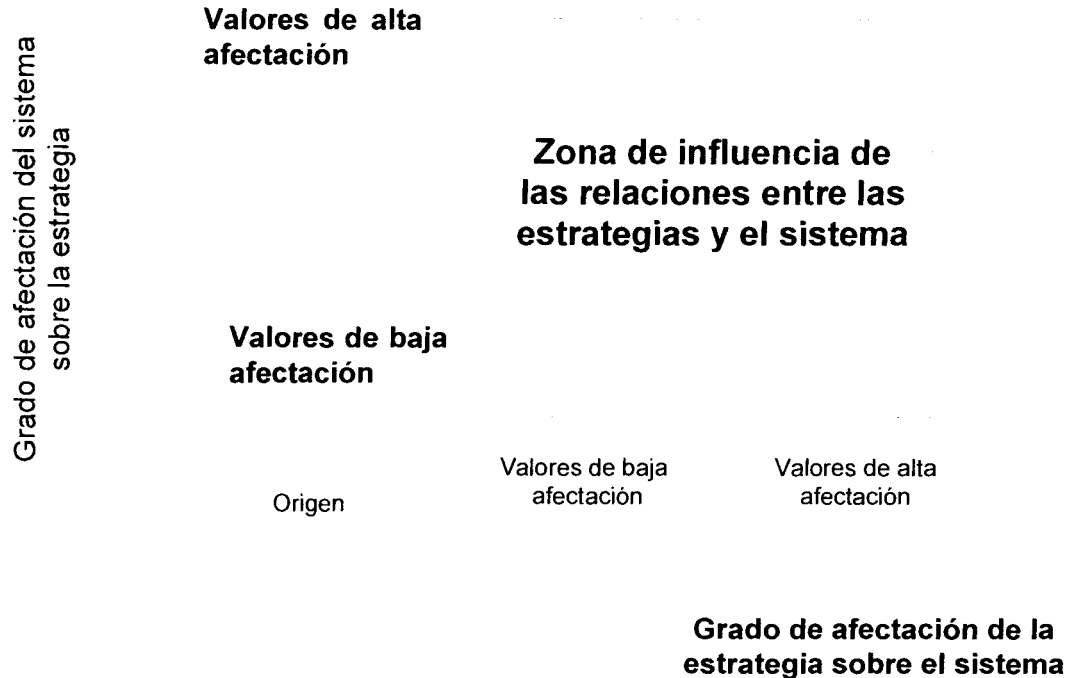 Valores de alta
afectación
Grado de afectación del sistema
sobre la estrategia
Zona de influencia de
las relaciones entre las
estrategias y el sistema
Valores de baja
afectación
Valores de baja
afectación
Valores de alta
afectación
Origen
Grado de afectación de la
estrategia sobre el sistema